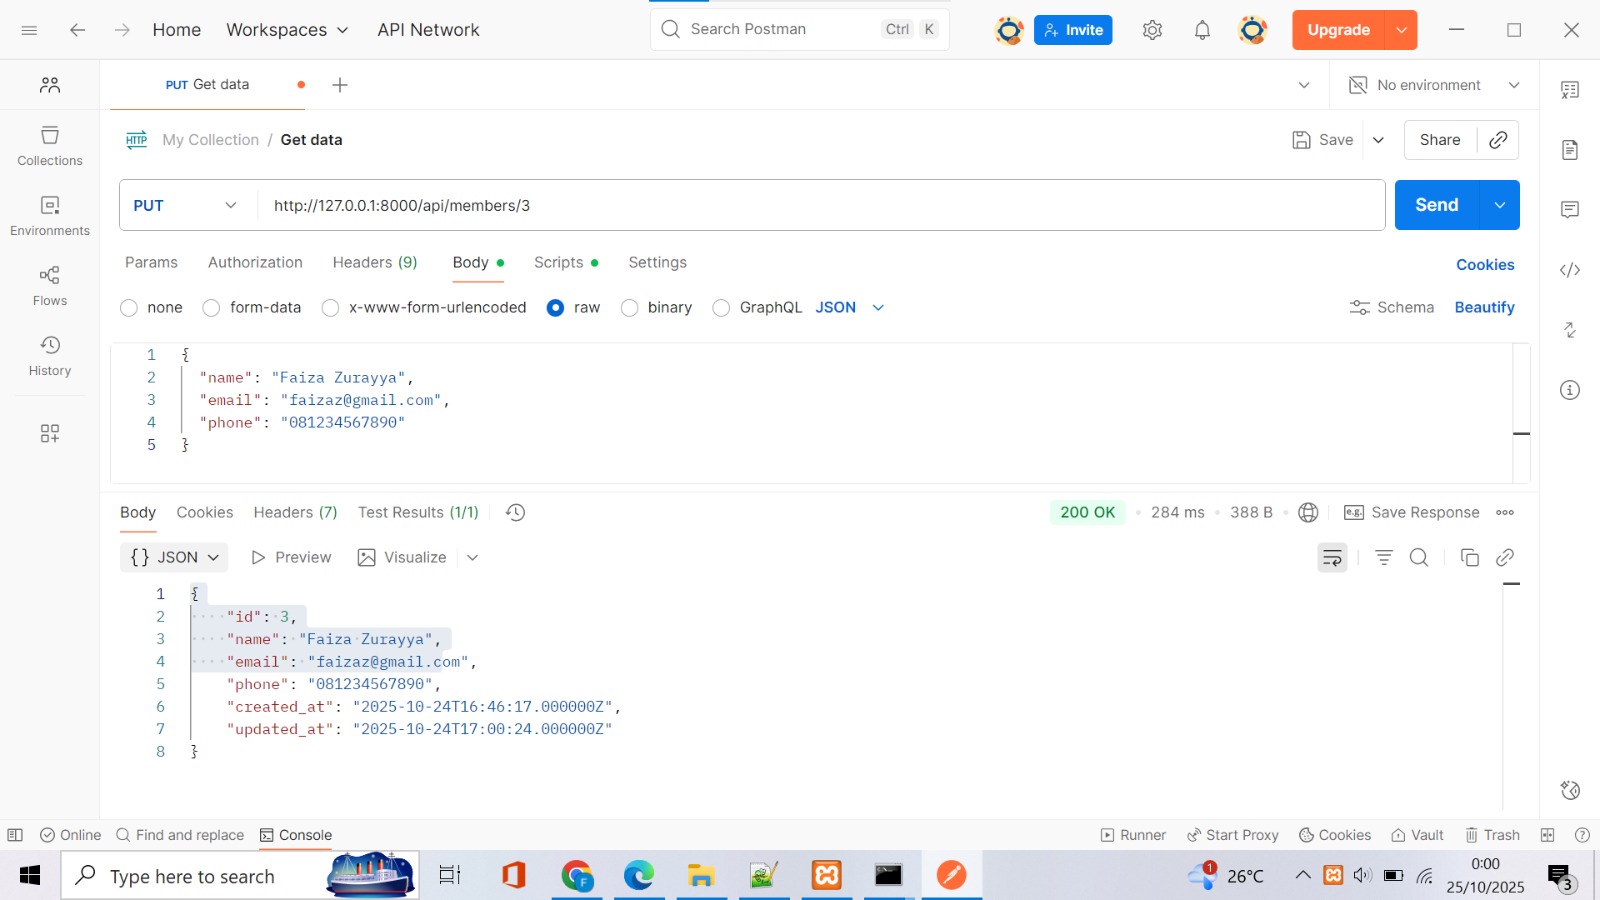 Home
Workspaces
API Network
Search Postman
Ctrl K
Invite
Upgrade
PUT Get data
No environment
HTTP
My Collection / Get data
Save
Share
Collections
Environments
Flows
History
PUT
http://127.0.0.1:8000/api/members/3
Send
Params
Authorization
Headers (9)
Body
Scripts
Settings
Cookies
none
form-data
x-www-form-urlencoded
raw
binary
GraphQL
JSON
Schema
Beautify
1 {
2 "name": "Faiza Zurayya",
3 "email": "faizaz@gmail.com",
4 "phone": "081234567890"
5 }
Body
Cookies
Headers (7)
Test Results (1/1)
200 OK
284 ms
388 B
e.g. Save Response
{} JSON
Preview
Visualize
1 {
2 "id": 3,
3 "name": "Faiza Zurayya",
4 "email": "faizaz@gmail.com",
5 "phone": "081234567890",
6 "created_at": "2025-10-24T16:46:17.000000Z",
7 "updated_at": "2025-10-24T17:00:24.000000Z"
8 }
Online
Find and replace
Console
Runner
Start Proxy
Cookies
Vault
Trash
Type here to search
F
1
26°C
0:00
25/10/2025
3